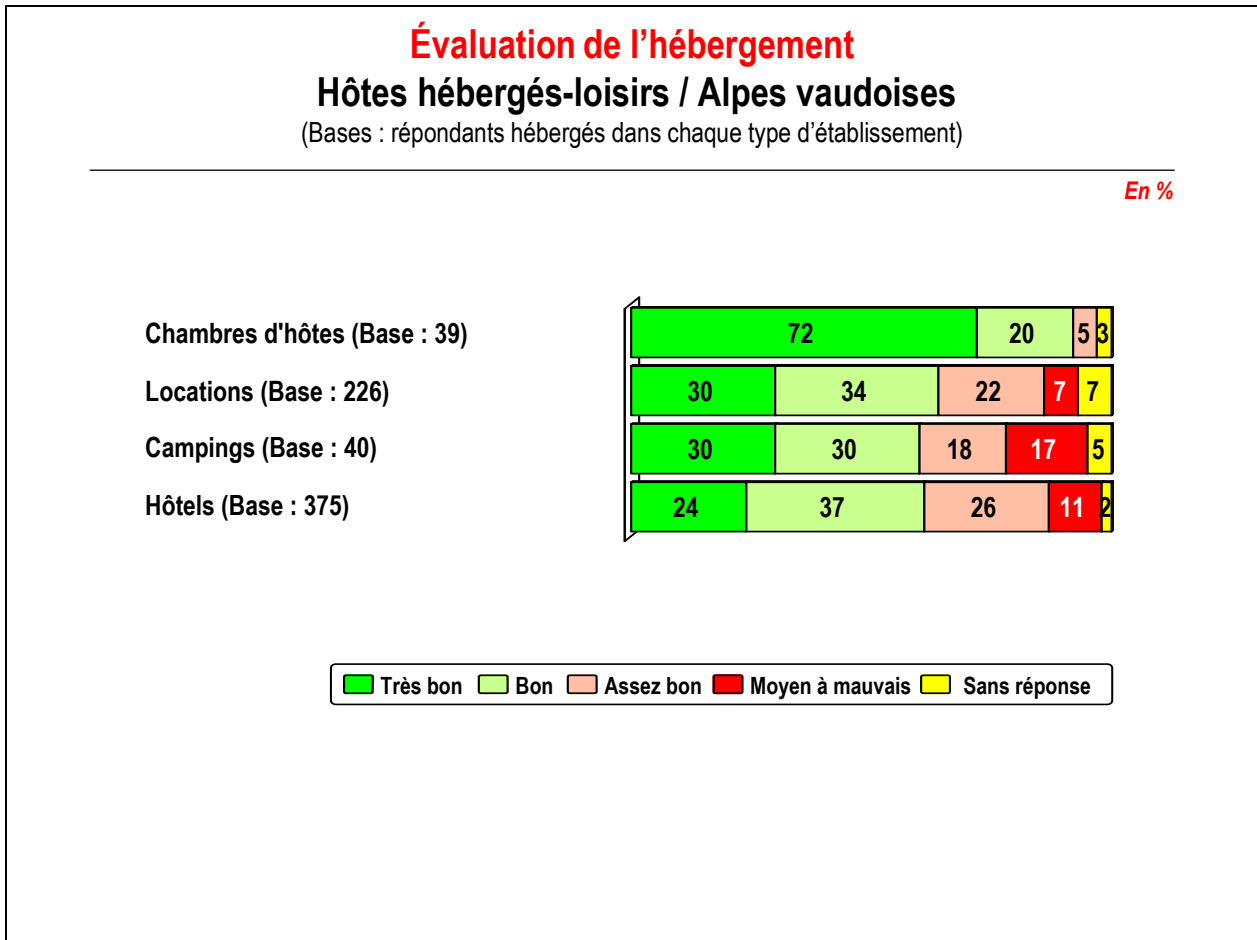 Évaluation de l’hébergement
Hôtes hébergés-loisirs / Alpes vaudoises
(Bases : répondants hébergés dans chaque type d’établissement)
En %
Chambres d'hôtes (Base : 39) 72 20 5 3
Locations (Base : 226) 30 34 22 7 7
Campings (Base : 40) 30 30 18 17 5
Hôtels (Base : 375) 24 37 26 11 2
Très bon Bon Assez bon Moyen à mauvais Sans réponse